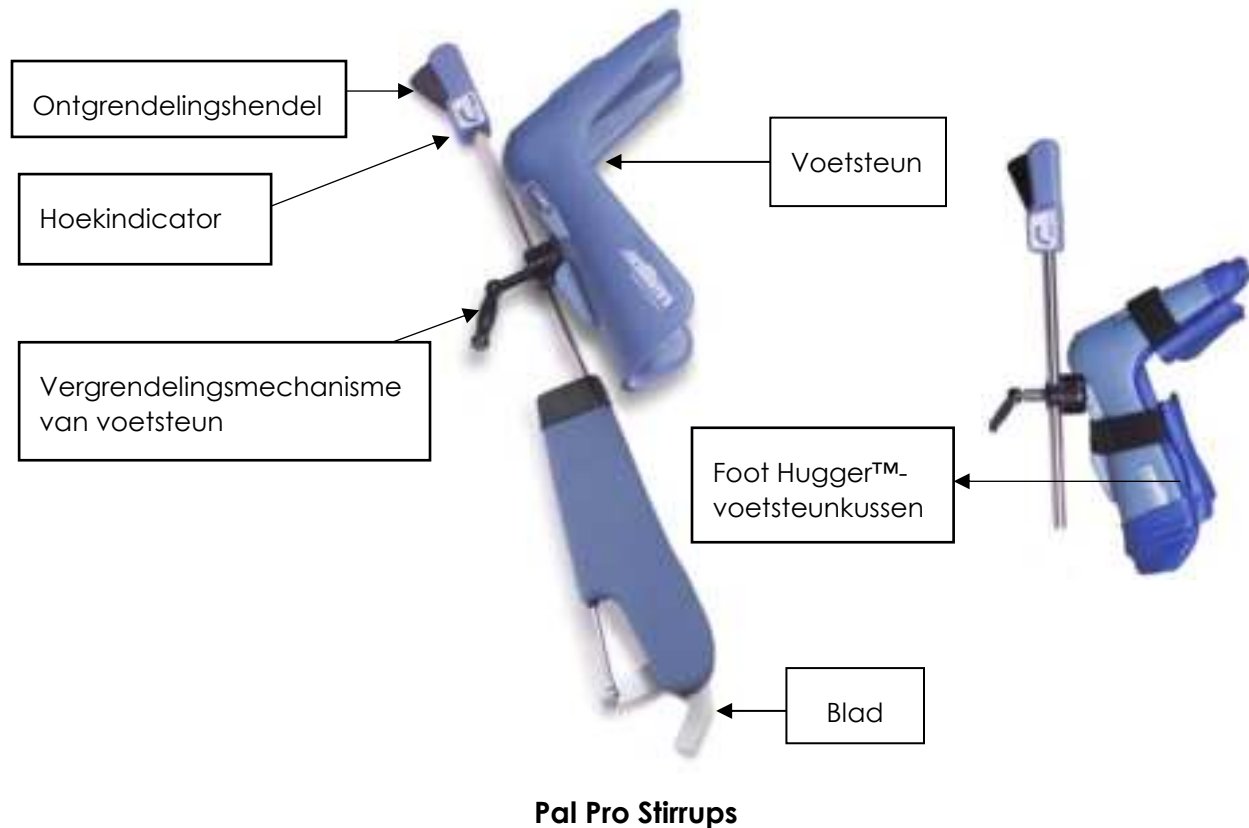 Ontgrendelingshendel
Hoekindicator
Voetsteun
Vergrendelingsmechanisme
van voetsteun
Foot Hugger™-
voetsteunkussen
Blad
Pal Pro Stirrups